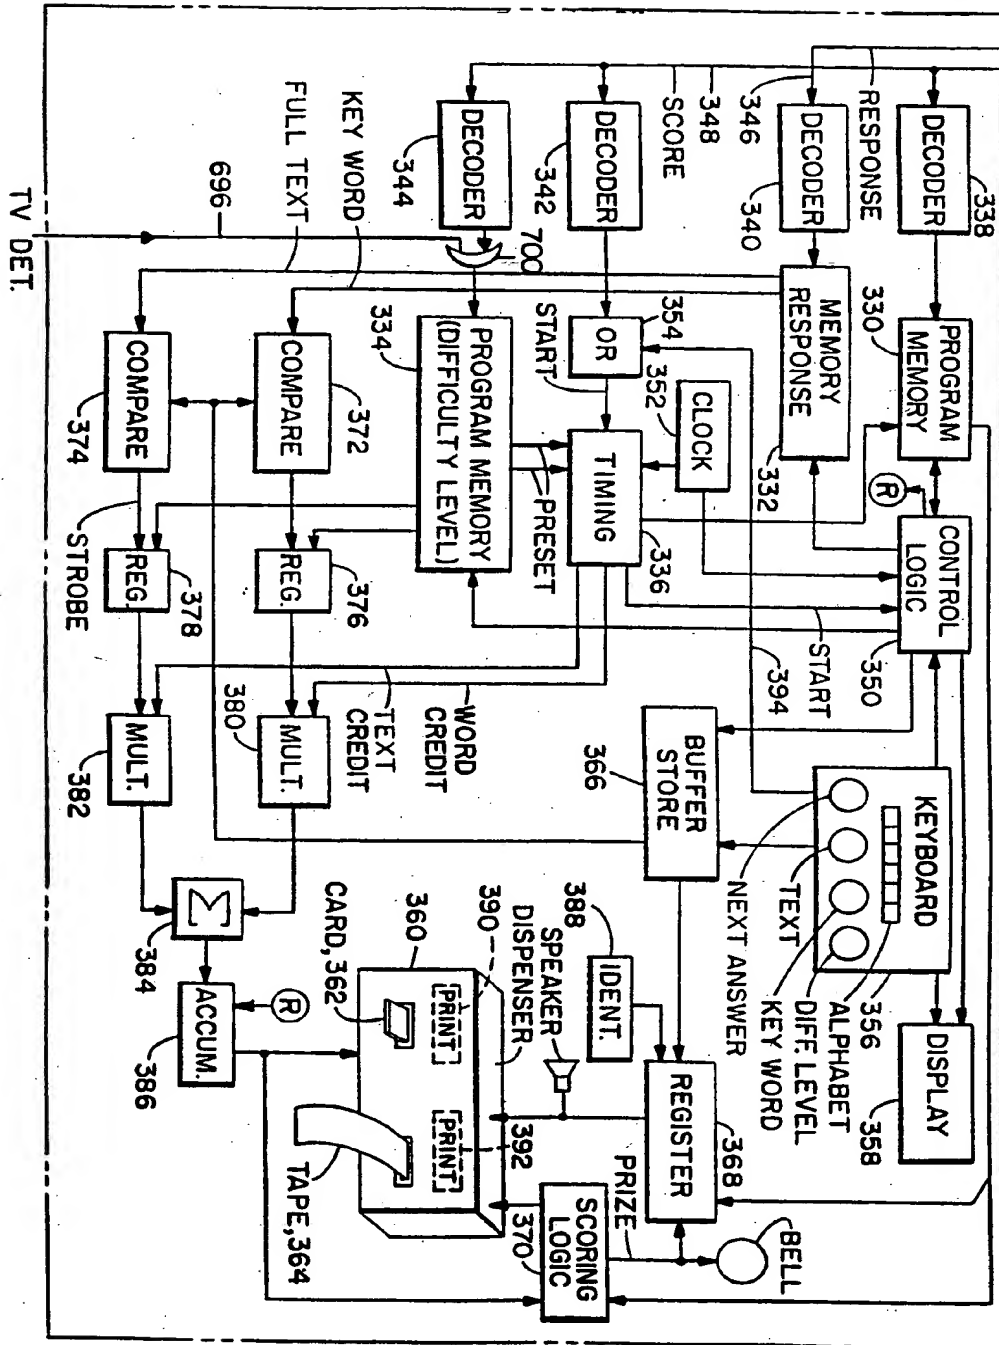 RESPONSE
346
348
SCORE
DECODER
338
DECODER
340
DECODER
342
DECODER
344
700
696
TV DET.
KEY WORD
FULL TEXT
PROGRAM
MEMORY
330
MEMORY
RESPONSE
332
OR
354
START
CLOCK
352
PROGRAM MEMORY
(DIFFICULTY LEVEL)
334
PRESET
TIMING
336
COMPARE
372
COMPARE
374
STROBE
REG.
376
REG.
378
CONTROL
LOGIC
350
R
START
394
WORD
CREDIT
TEXT
CREDIT
MULT.
380
MULT.
382
BUFFER
STORE
366
KEYBOARD
356
ALPHABET
DIFF. LEVEL
KEY WORD
TEXT
NEXT ANSWER
DISPLAY
358
Σ
384
ACCUM.
386
R
IDENT.
388
SPEAKER
DISPENSER
390
360
CARD, 362
PRINT
PRINT
392
TAPE, 364
REGISTER
368
PRIZE
SCORING
LOGIC
370
BELL